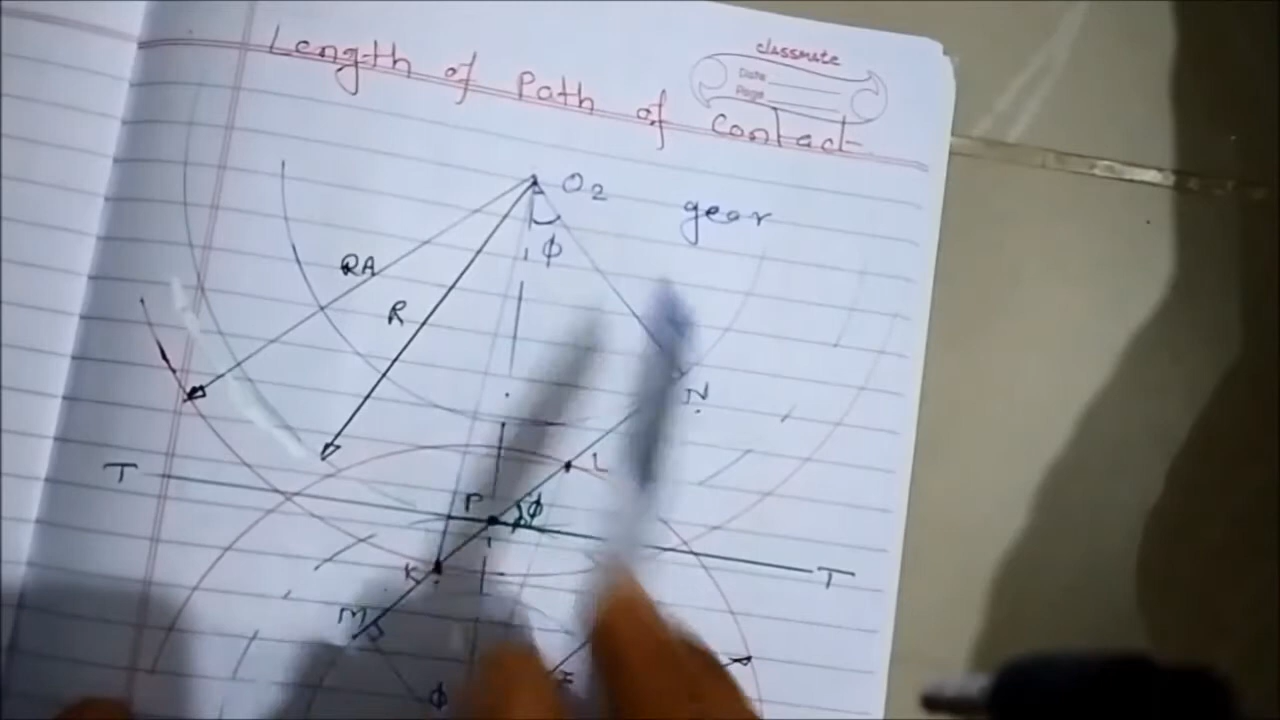 classmate
Date
Page
Length of Path of Contact
O2
gear
φ
RA
R
N
T
L
P
φ
K
T
M
φ